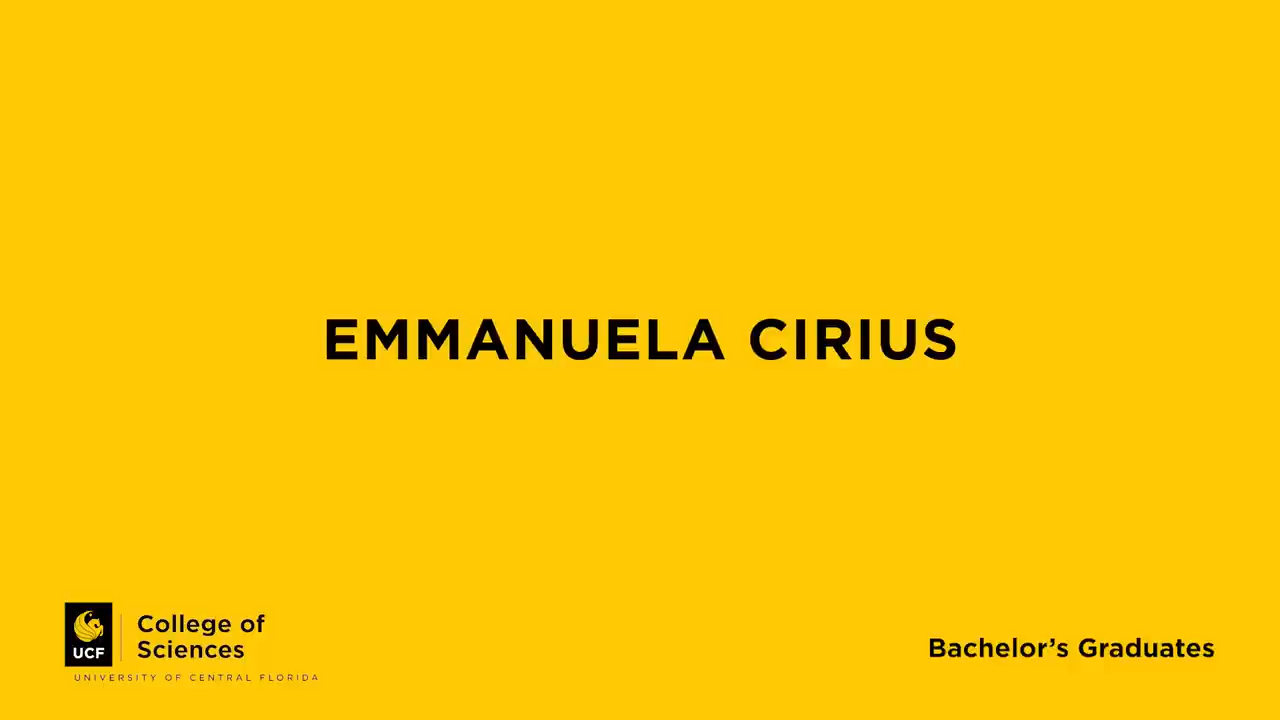 EMMANUELA CIRIUS
UCF
College of
Sciences
UNIVERSITY OF CENTRAL FLORIDA
Bachelor’s Graduates